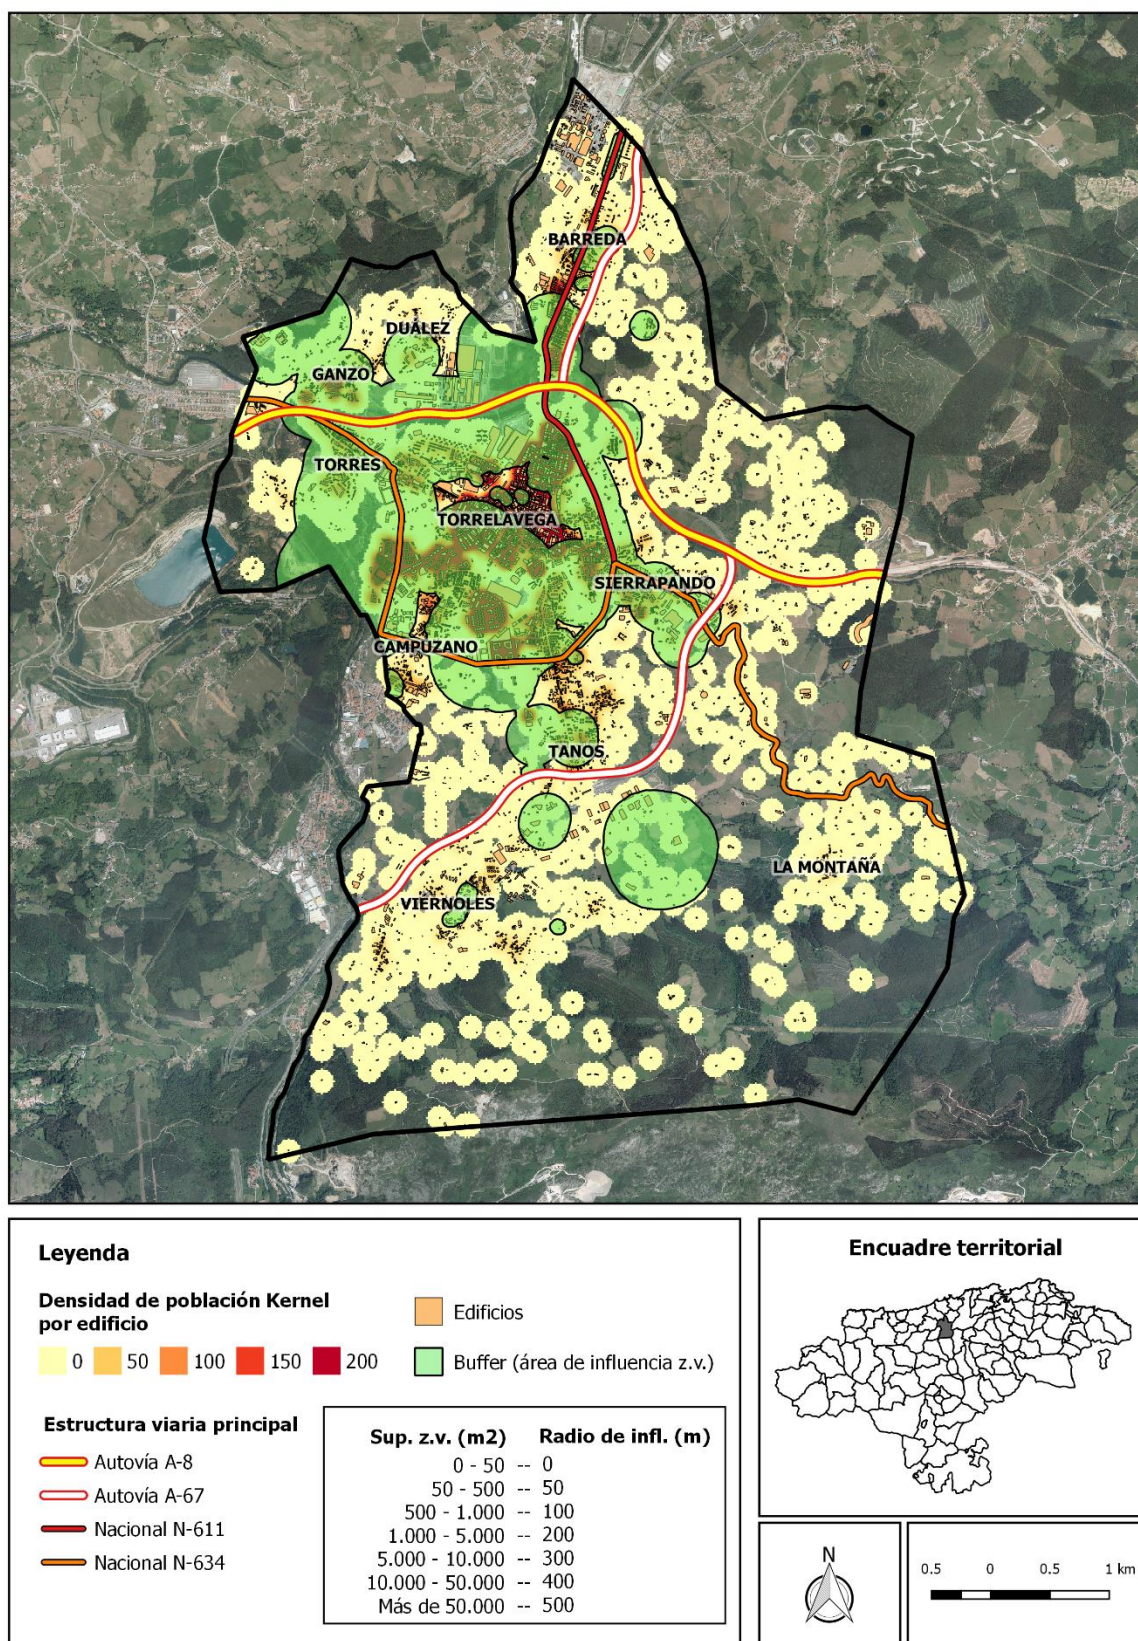 BARREDA
DUÁLEZ
GANZO
TORRES
TORRELAVEGA
SIERRAPANDO
CAMPUZANO
TANOS
LA MONTAÑA
VIÉRNOLES
Leyenda
Densidad de población Kernel
por edificio
0 50 100 150 200
Edificios
Buffer (área de influencia z.v.)
Estructura viaria principal
Autovía A-8
Autovía A-67
Nacional N-611
Nacional N-634
Sup. z.v. (m2) Radio de infl. (m)
0 - 50 -- 0
50 - 500 -- 50
500 - 1.000 -- 100
1.000 - 5.000 -- 200
5.000 - 10.000 -- 300
10.000 - 50.000 -- 400
Más de 50.000 -- 500
Encuadre territorial
N
0.5 0 0.5 1 km